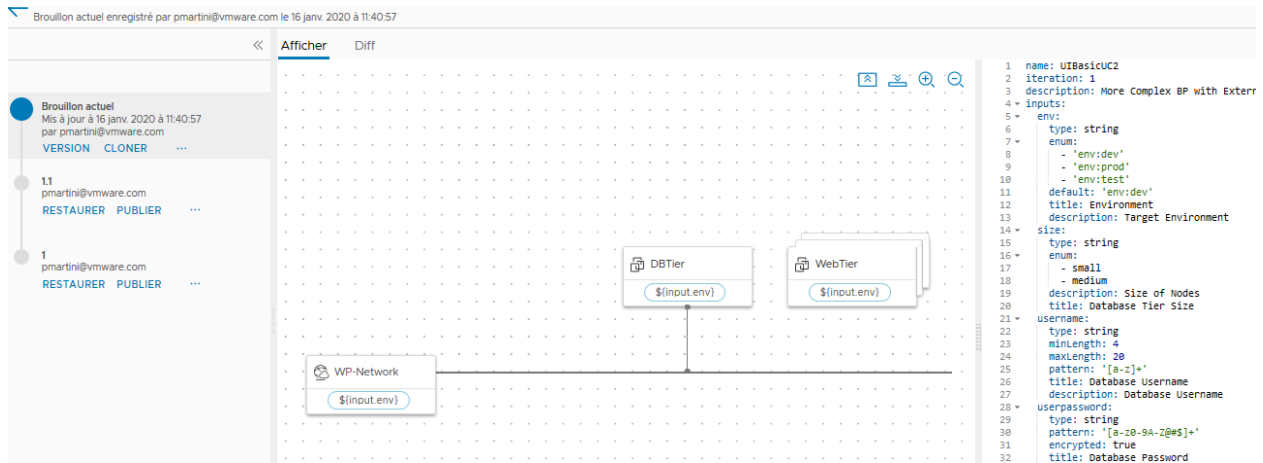 Brouillon actuel enregistré par pmartini@vmware.com le 16 janv. 2020 à 11:40:57
Afficher Diff
Brouillon actuel
Mis à jour à 16 janv. 2020 à 11:40:57
par pmartini@vmware.com
VERSION CLONER ...
1.1
pmartini@vmware.com
RESTAURER PUBLIER ...
1
pmartini@vmware.com
RESTAURER PUBLIER ...
DBTier
${input.env}
WebTier
${input.env}
WP-Network
${input.env}
1 name: UIBasicUC2
2 iteration: 1
3 description: More Complex BP with Extern
4 inputs:
5 env:
6 type: string
7 enum:
8 - 'env:dev'
9 - 'env:prod'
10 - 'env:test'
11 default: 'env:dev'
12 title: Environment
13 description: Target Environment
14 size:
15 type: string
16 enum:
17 - small
18 - medium
19 description: Size of Nodes
20 title: Database Tier Size
21 username:
22 type: string
23 minLength: 4
24 maxLength: 20
25 pattern: '[a-z]+'
26 title: Database Username
27 description: Database Username
28 userpassword:
29 type: string
30 pattern: '[a-z0-9A-Z@#$]+'
31 encrypted: true
32 title: Database Password